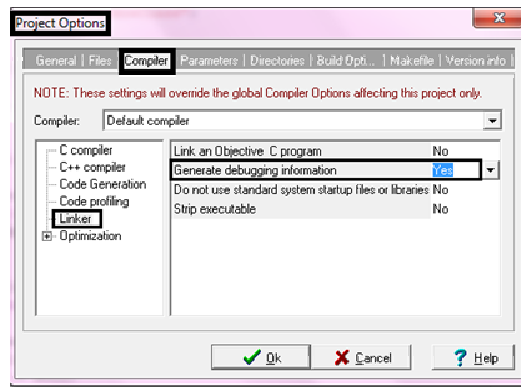 Project Options
General Files Compiler Parameters Directories Build Opti... Makefile Version info
NOTE: These settings will override the global Compiler Options affecting this project only.
Compiler: Default compiler
C compiler
C++ compiler
Code Generation
Code profiling
Linker
Optimization
Link an Objective C program No
Generate debugging information Yes
Do not use standard system startup files or libraries No
Strip executable No
Ok Cancel Help